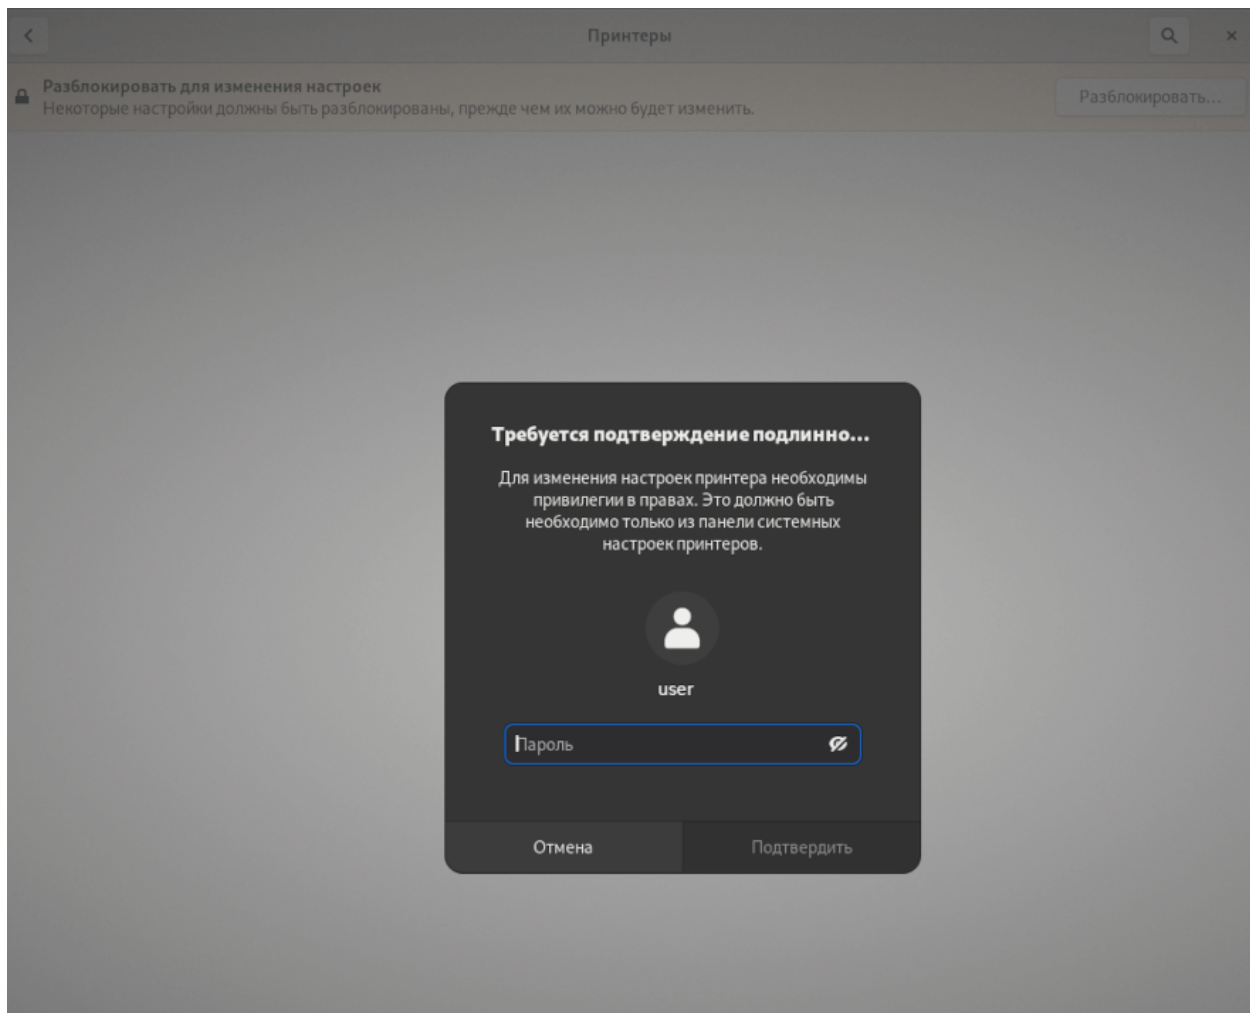 Принтеры
Разблокировать для изменения настроек
Некоторые настройки должны быть разблокированы, прежде чем их можно будет изменить.
Разблокировать...
Требуется подтверждение подлинно...
Для изменения настроек принтера необходимы
привилегии в правах. Это должно быть
необходимо только из панели системных
настроек принтеров.
user
Пароль
Отмена
Подтвердить